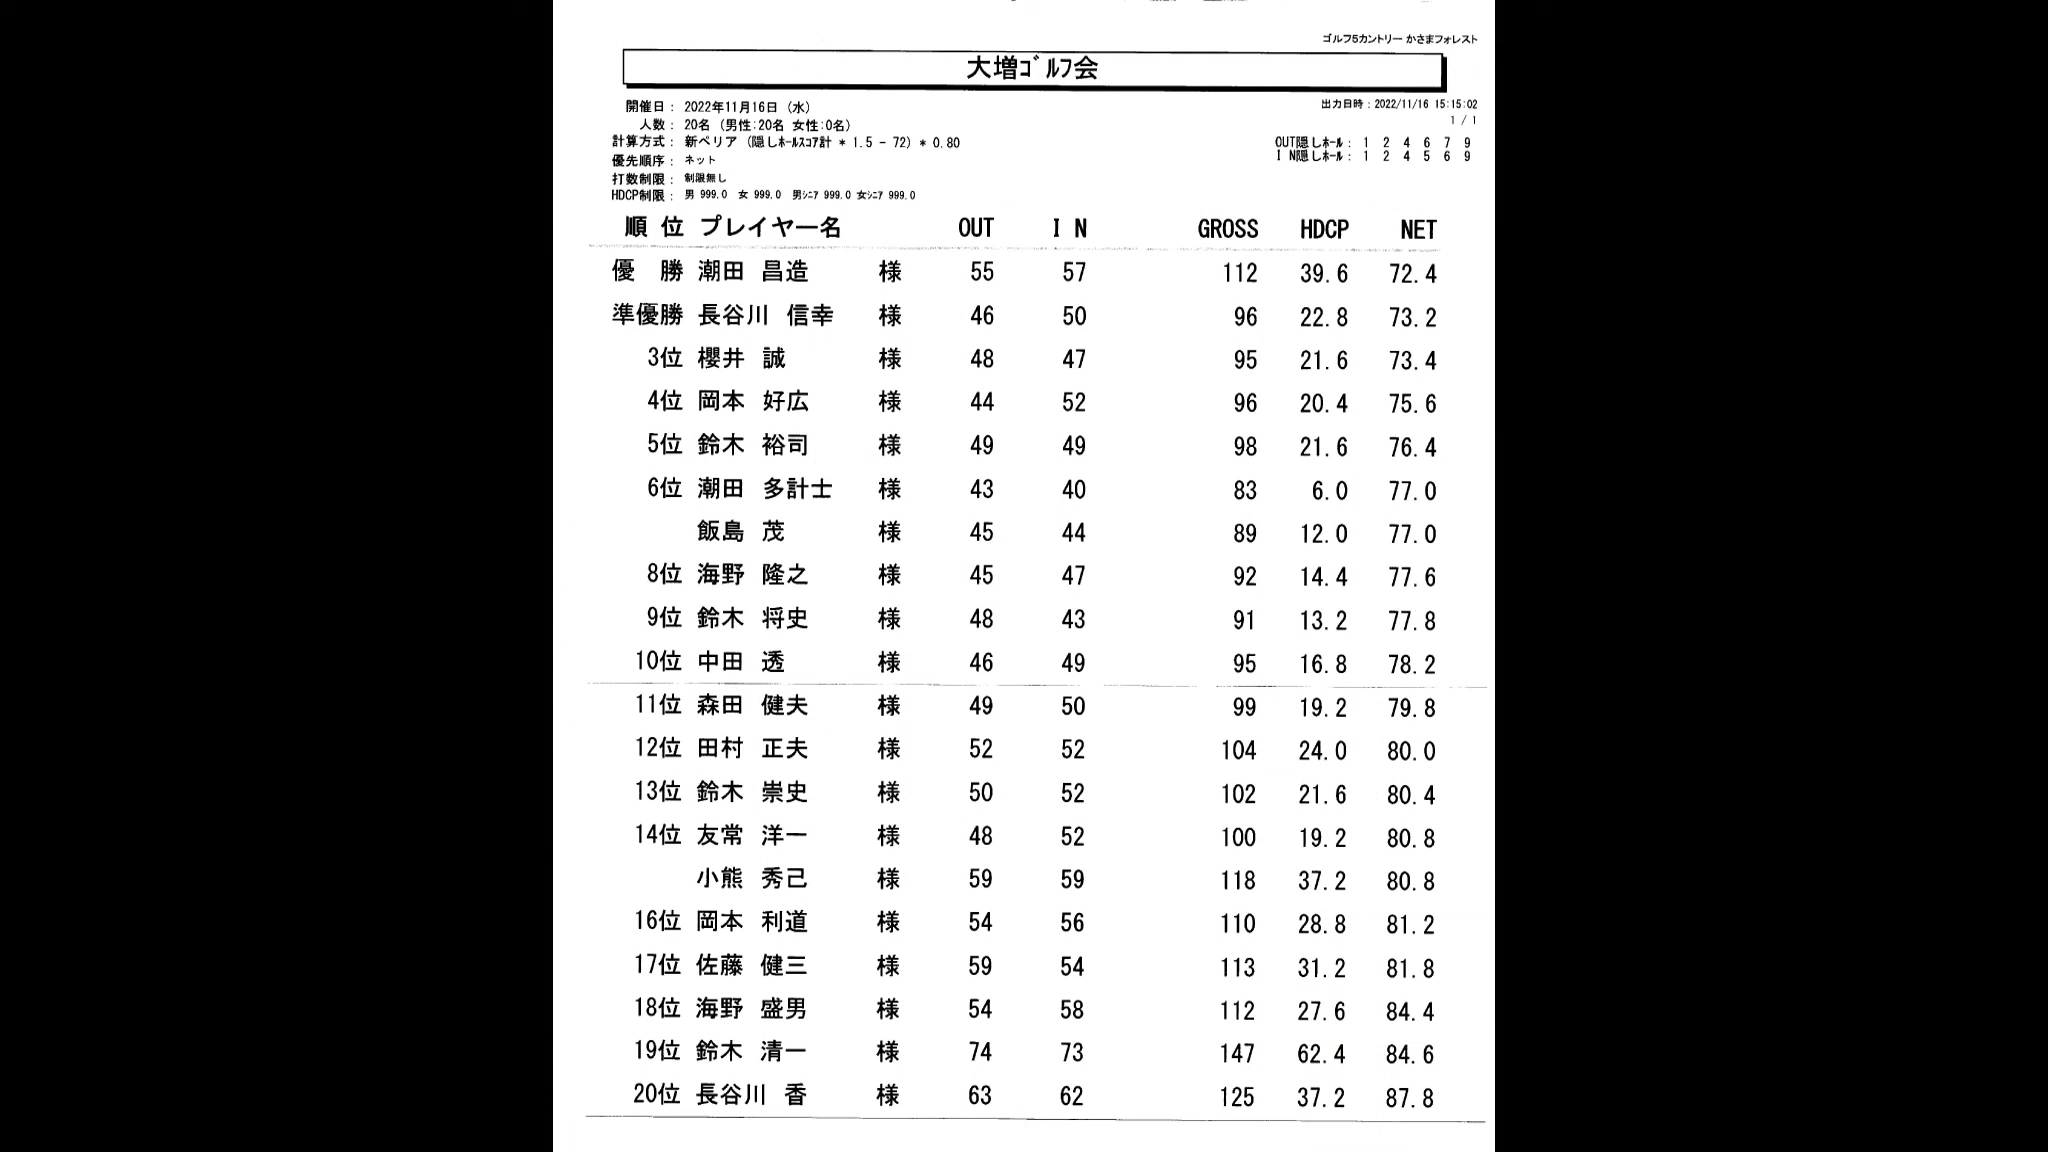 ゴルフ5カントリー かさまフォレスト
大増ｺﾞﾙﾌ会
開催日： 2022年11月16日（水）
出力日時：2022/11/16 15:15:02
人数： 20名（男性:20名 女性:0名）
1 / 1
計算方式： 新ペリア（隠しﾎｰﾙｽｺｱ計 * 1.5 - 72）* 0.80
OUT隠しﾎｰﾙ： 1 2 4 6 7 9
優先順序： ネット
I N隠しﾎｰﾙ： 1 2 4 5 6 9
打数制限： 制限無し
HDCP制限： 男 999.0 女 999.0 男ｼﾆｱ 999.0 女ｼﾆｱ 999.0
順 位 プレイヤー名 OUT I N GROSS HDCP NET
優 勝 潮田 昌造 様 55 57 112 39.6 72.4
準優勝 長谷川 信幸 様 46 50 96 22.8 73.2
3位 櫻井 誠 様 48 47 95 21.6 73.4
4位 岡本 好広 様 44 52 96 20.4 75.6
5位 鈴木 裕司 様 49 49 98 21.6 76.4
6位 潮田 多計士 様 43 40 83 6.0 77.0
飯島 茂 様 45 44 89 12.0 77.0
8位 海野 隆之 様 45 47 92 14.4 77.6
9位 鈴木 将史 様 48 43 91 13.2 77.8
10位 中田 透 様 46 49 95 16.8 78.2
11位 森田 健夫 様 49 50 99 19.2 79.8
12位 田村 正夫 様 52 52 104 24.0 80.0
13位 鈴木 崇史 様 50 52 102 21.6 80.4
14位 友常 洋一 様 48 52 100 19.2 80.8
小熊 秀己 様 59 59 118 37.2 80.8
16位 岡本 利道 様 54 56 110 28.8 81.2
17位 佐藤 健三 様 59 54 113 31.2 81.8
18位 海野 盛男 様 54 58 112 27.6 84.4
19位 鈴木 清一 様 74 73 147 62.4 84.6
20位 長谷川 香 様 63 62 125 37.2 87.8